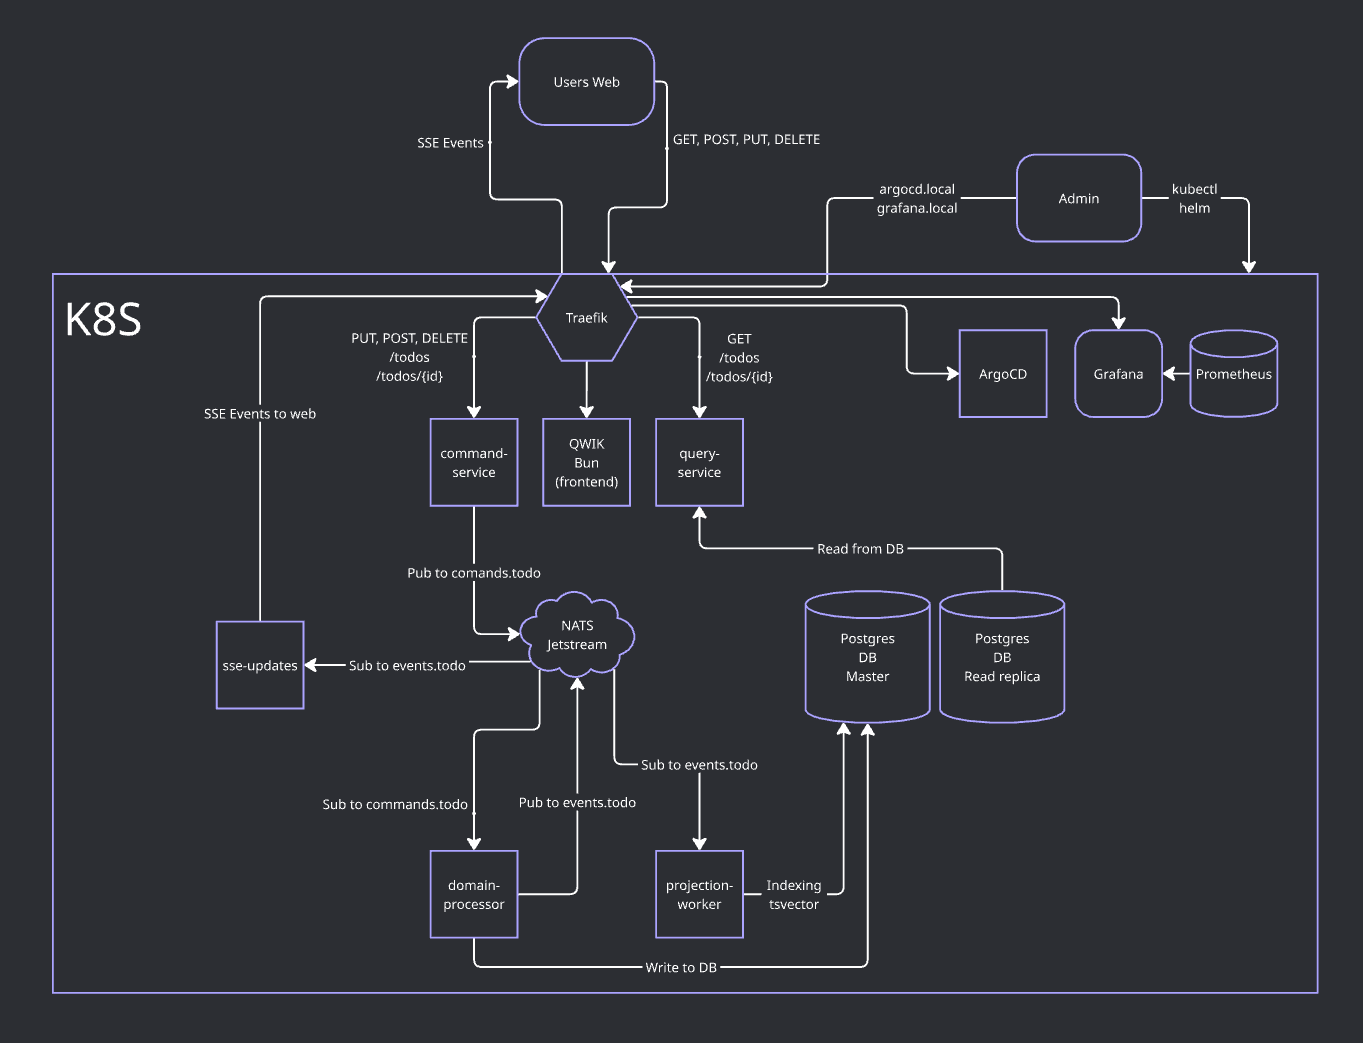 Users Web
SSE Events
GET, POST, PUT, DELETE
argocd.local
grafana.local
Admin
kubectl
helm
K8S
Traefik
PUT, POST, DELETE
/todos
/todos/{id}
GET
/todos
/todos/{id}
ArgoCD
Grafana
Prometheus
SSE Events to web
command-
service
QWIK
Bun
(frontend)
query-
service
Read from DB
Pub to comands.todo
NATS
Jetstream
Postgres
DB
Master
Postgres
DB
Read replica
sse-updates
Sub to events.todo
Sub to events.todo
Sub to commands.todo
Pub to events.todo
domain-
processor
projection-
worker
Indexing
tsvector
Write to DB